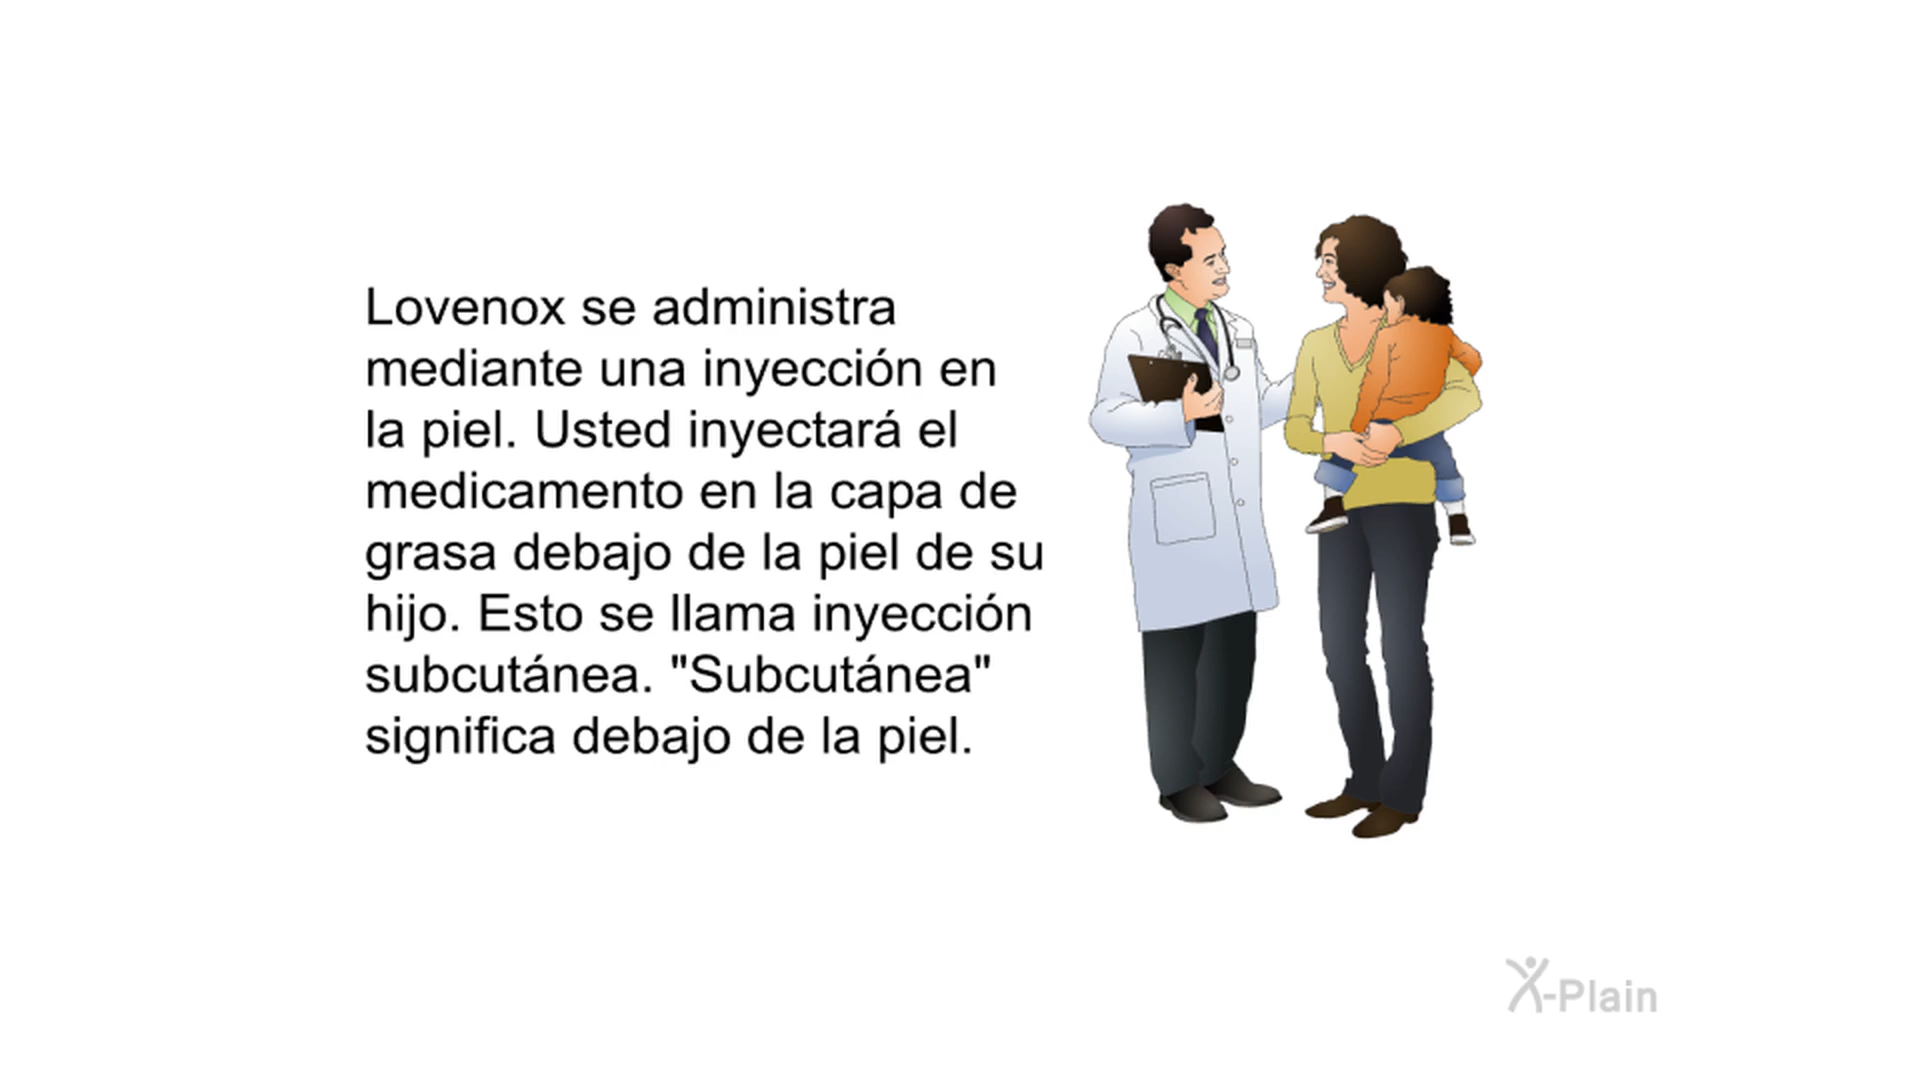 Lovenox se administra
mediante una inyección en
la piel. Usted inyectará el
medicamento en la capa de
grasa debajo de la piel de su
hijo. Esto se llama inyección
subcutánea. "Subcutánea"
significa debajo de la piel.
X-Plain